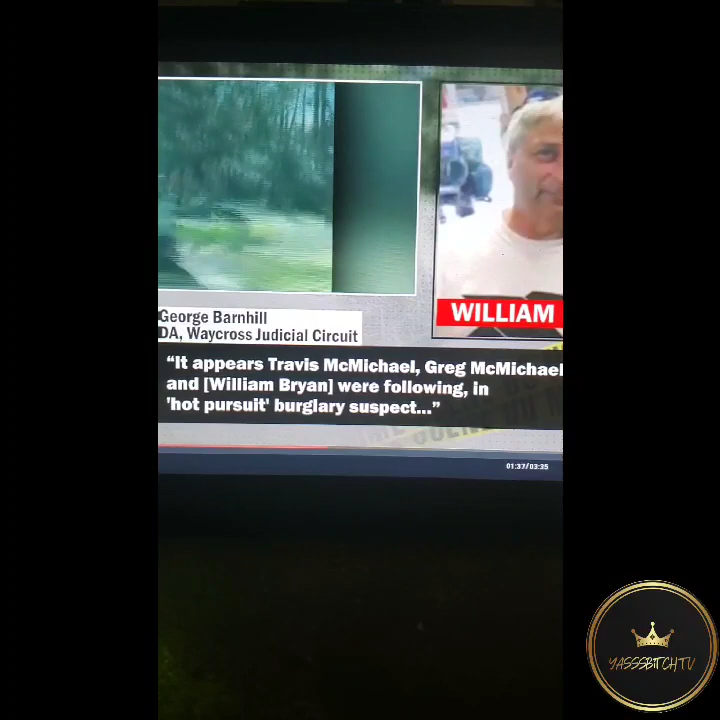 George Barnhill
DA, Waycross Judicial Circuit
WILLIAM
“It appears Travis McMichael, Greg McMichael
and [William Bryan] were following, in
'hot pursuit' burglary suspect...”
01:37/03:35
YASSSBITCHTV